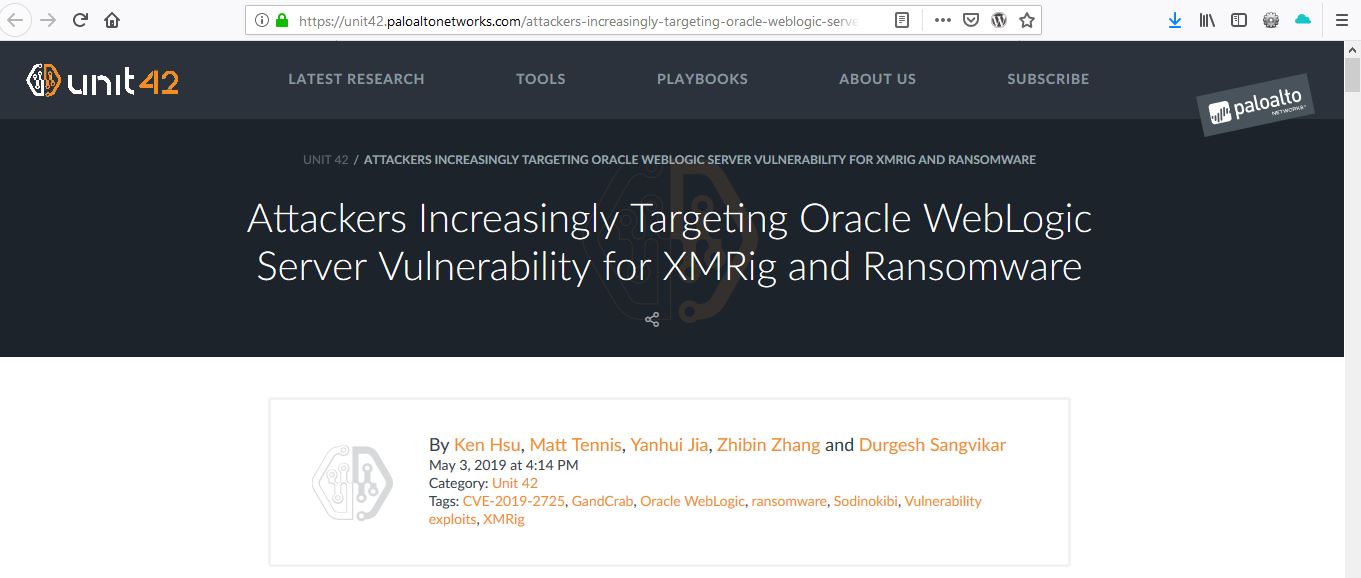 https://unit42.paloaltonetworks.com/attackers-increasingly-targeting-oracle-weblogic-serve
unit 42
LATEST RESEARCH TOOLS PLAYBOOKS ABOUT US SUBSCRIBE
paloalto
NETWORKS
UNIT 42 / ATTACKERS INCREASINGLY TARGETING ORACLE WEBLOGIC SERVER VULNERABILITY FOR XMRIG AND RANSOMWARE
Attackers Increasingly Targeting Oracle WebLogic
Server Vulnerability for XMRig and Ransomware
By Ken Hsu, Matt Tennis, Yanhui Jia, Zhibin Zhang and Durgesh Sangvikar
May 3, 2019 at 4:14 PM
Category: Unit 42
Tags: CVE-2019-2725, GandCrab, Oracle WebLogic, ransomware, Sodinokibi, Vulnerability
exploits, XMRig